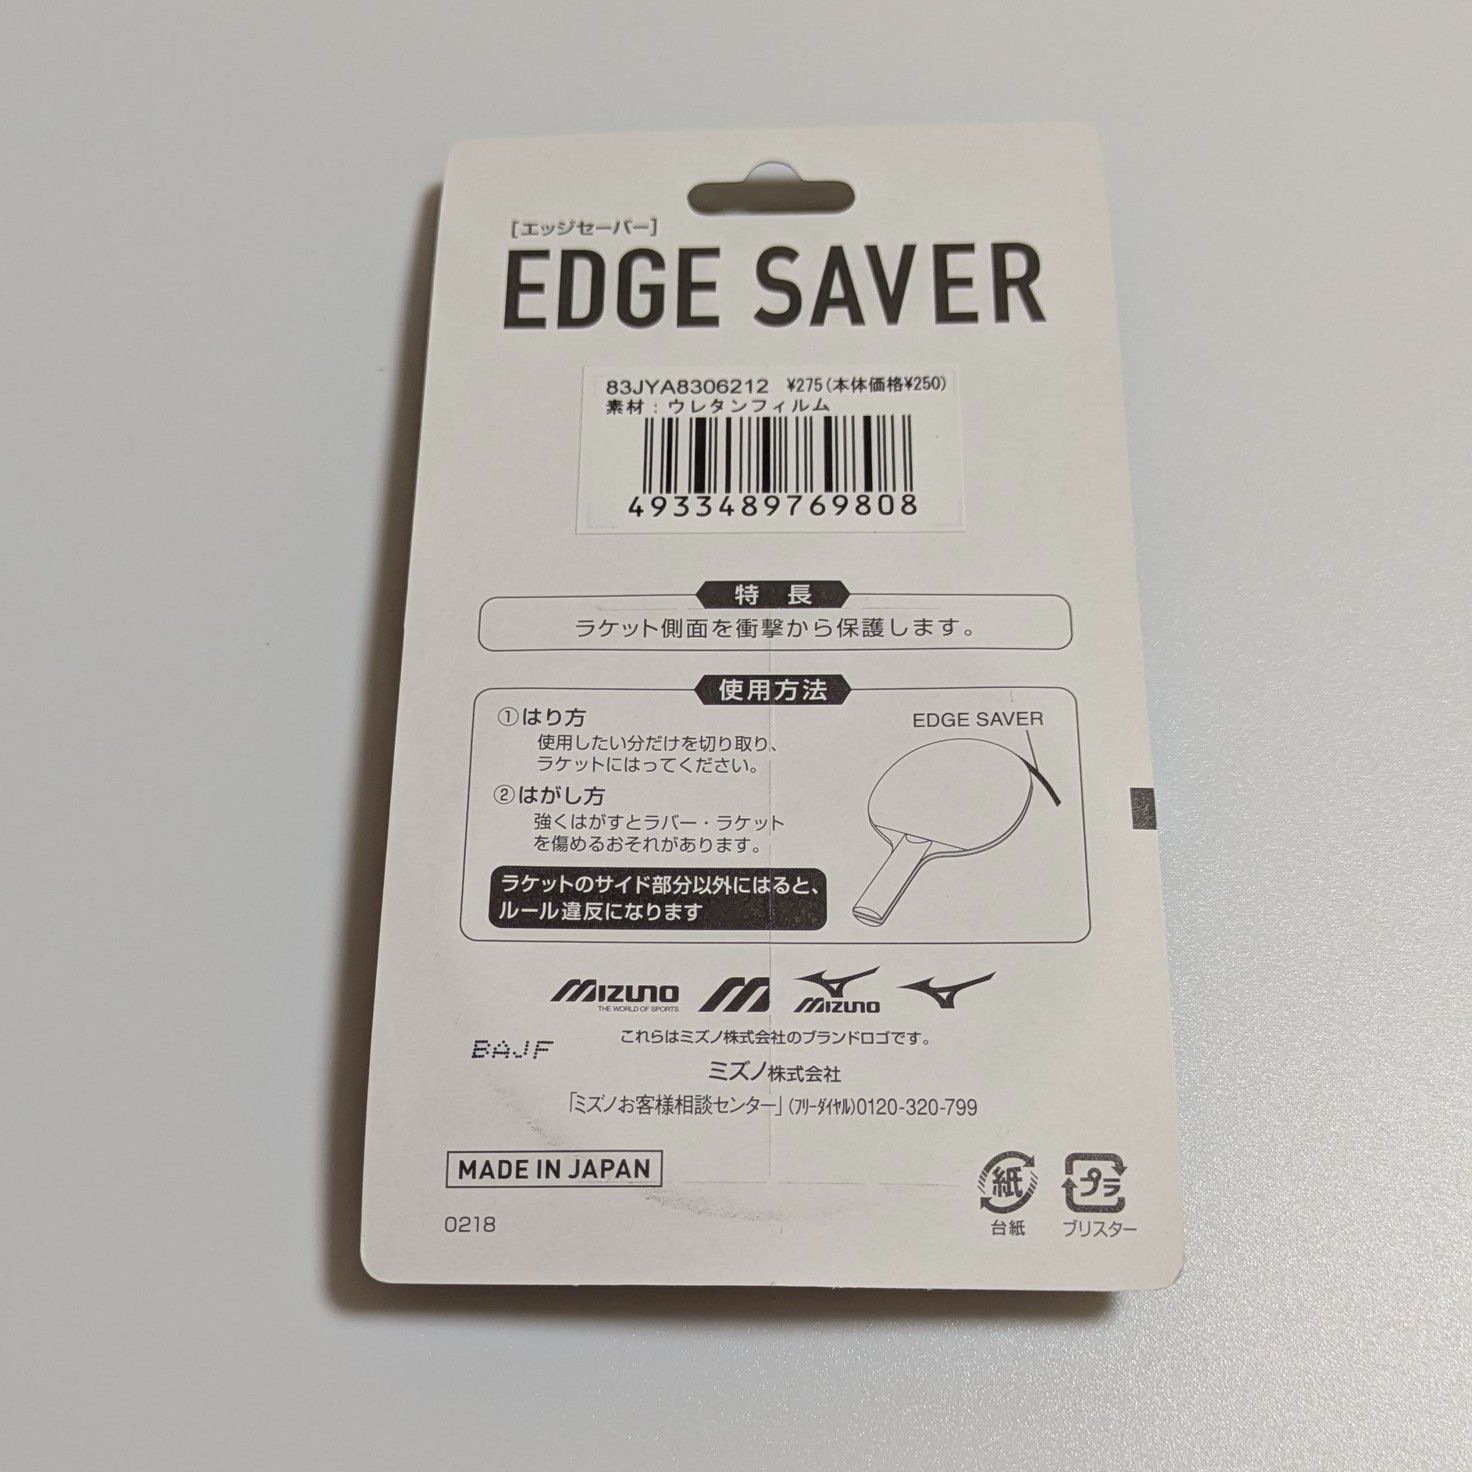 [エッジセーバー]
EDGE SAVER
83JYA8306212 ¥275(本体価格¥250)
素材：ウレタンフィルム
4933489769808
特 長
ラケット側面を衝撃から保護します。
使用方法
①はり方
使用したい分だけを切り取り、
ラケットにはってください。
②はがし方
強くはがすとラバー・ラケット
を傷めるおそれがあります。
ラケットのサイド部分以外にはると、
ルール違反になります
EDGE SAVER
MIZUNO
THE WORLD OF SPORTS
MIZUNO
これらはミズノ株式会社のブランドロゴです。
BAJF
ミズノ株式会社
「ミズノお客様相談センター」(フリーダイヤル)0120-320-799
MADE IN JAPAN
0218
紙
台紙
プラ
ブリスター